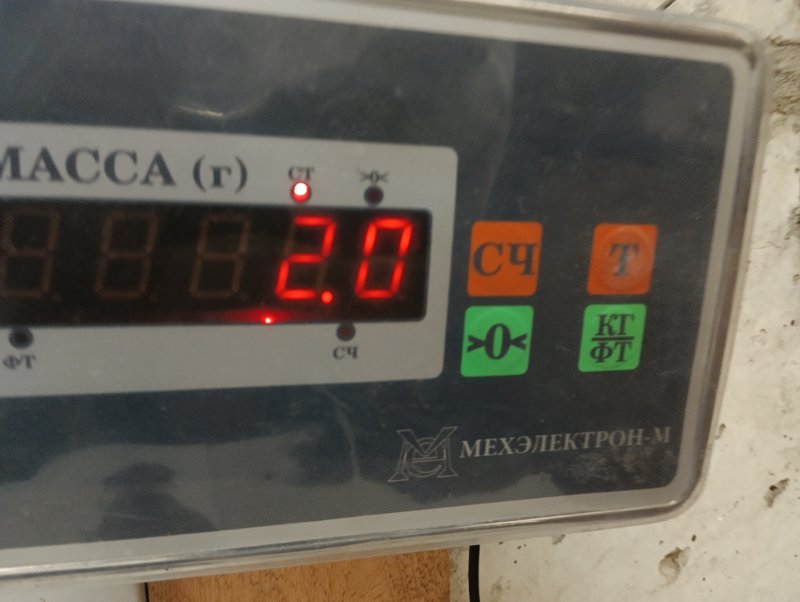 МАССА (г)
СТ >0<
2.0
ФТ СЧ
СЧ Т
>0< КГ
ФТ
МЕХЭЛЕКТРОН-М